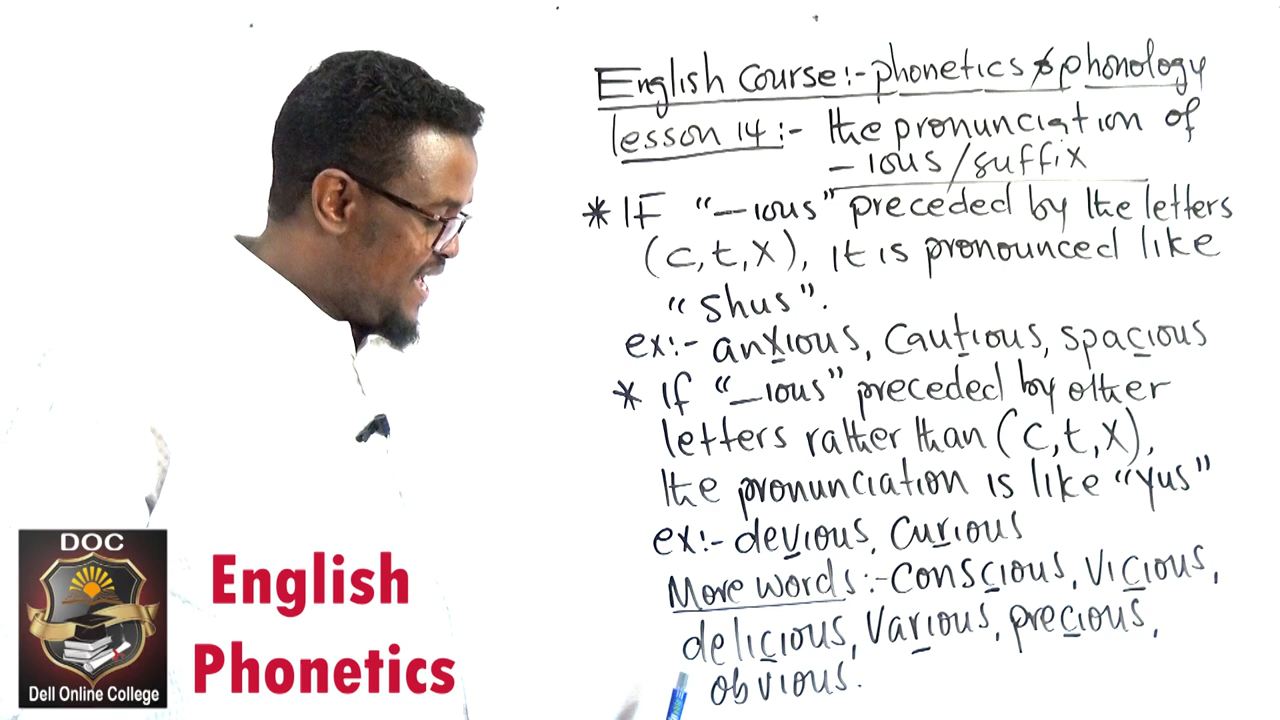 English Course:- phonetics & phonology
lesson 14:- the pronunciation of
-ious/suffix
* IF "-ious" preceded by the letters
(c, t, x), it is pronounced like
"shus".
ex:- anxious, cautious, spacious
* If "-ious" preceded by other
letters rather than (c, t, x),
the pronunciation is like "yus"
ex:- devious, curious
More words:- conscious, vicious,
delicious, various, precious,
obvious.
DOC
Dell Online College
English
Phonetics